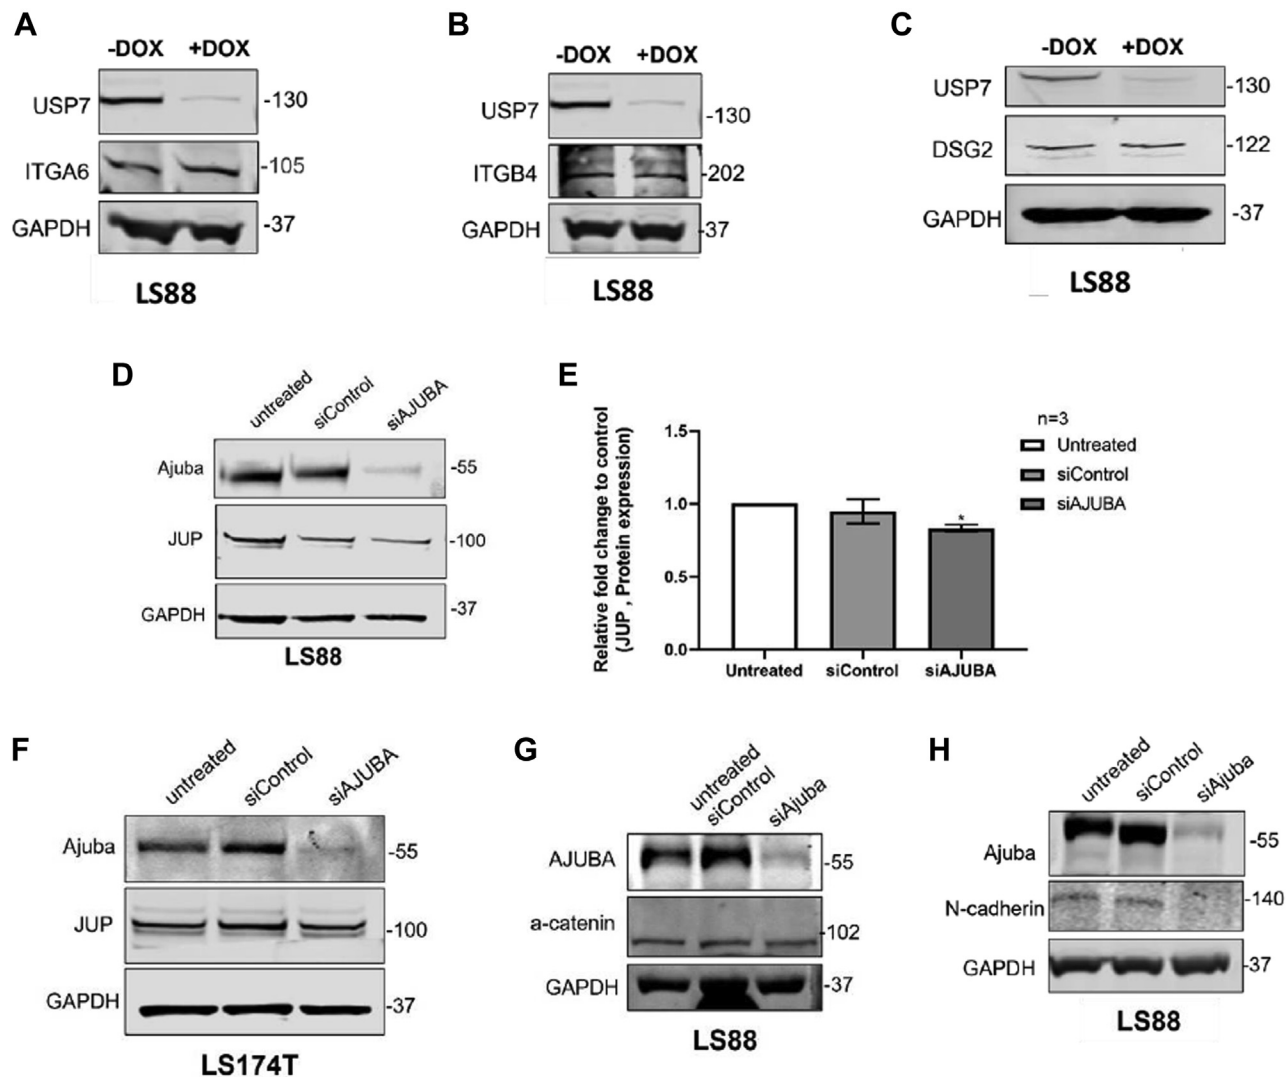 A
-DOX +DOX
USP7 -130
ITGA6 -105
GAPDH -37
LS88
B
-DOX +DOX
USP7 -130
ITGB4 -202
GAPDH -37
LS88
C
-DOX +DOX
USP7 -130
DSG2 -122
GAPDH -37
LS88
D
untreated siControl siAJUBA
Ajuba -55
JUP -100
GAPDH -37
LS88
E
Relative fold change to control
(JUP , Protein expression)
1.5
1.0
0.5
0.0
*
Untreated siControl siAJUBA
n=3
Untreated
siControl
siAJUBA
F
untreated siControl siAJUBA
Ajuba -55
JUP -100
GAPDH -37
LS174T
G
untreated siControl siAjuba
AJUBA -55
a-catenin -102
GAPDH -37
LS88
H
untreated siControl siAjuba
Ajuba -55
N-cadherin -140
GAPDH -37
LS88